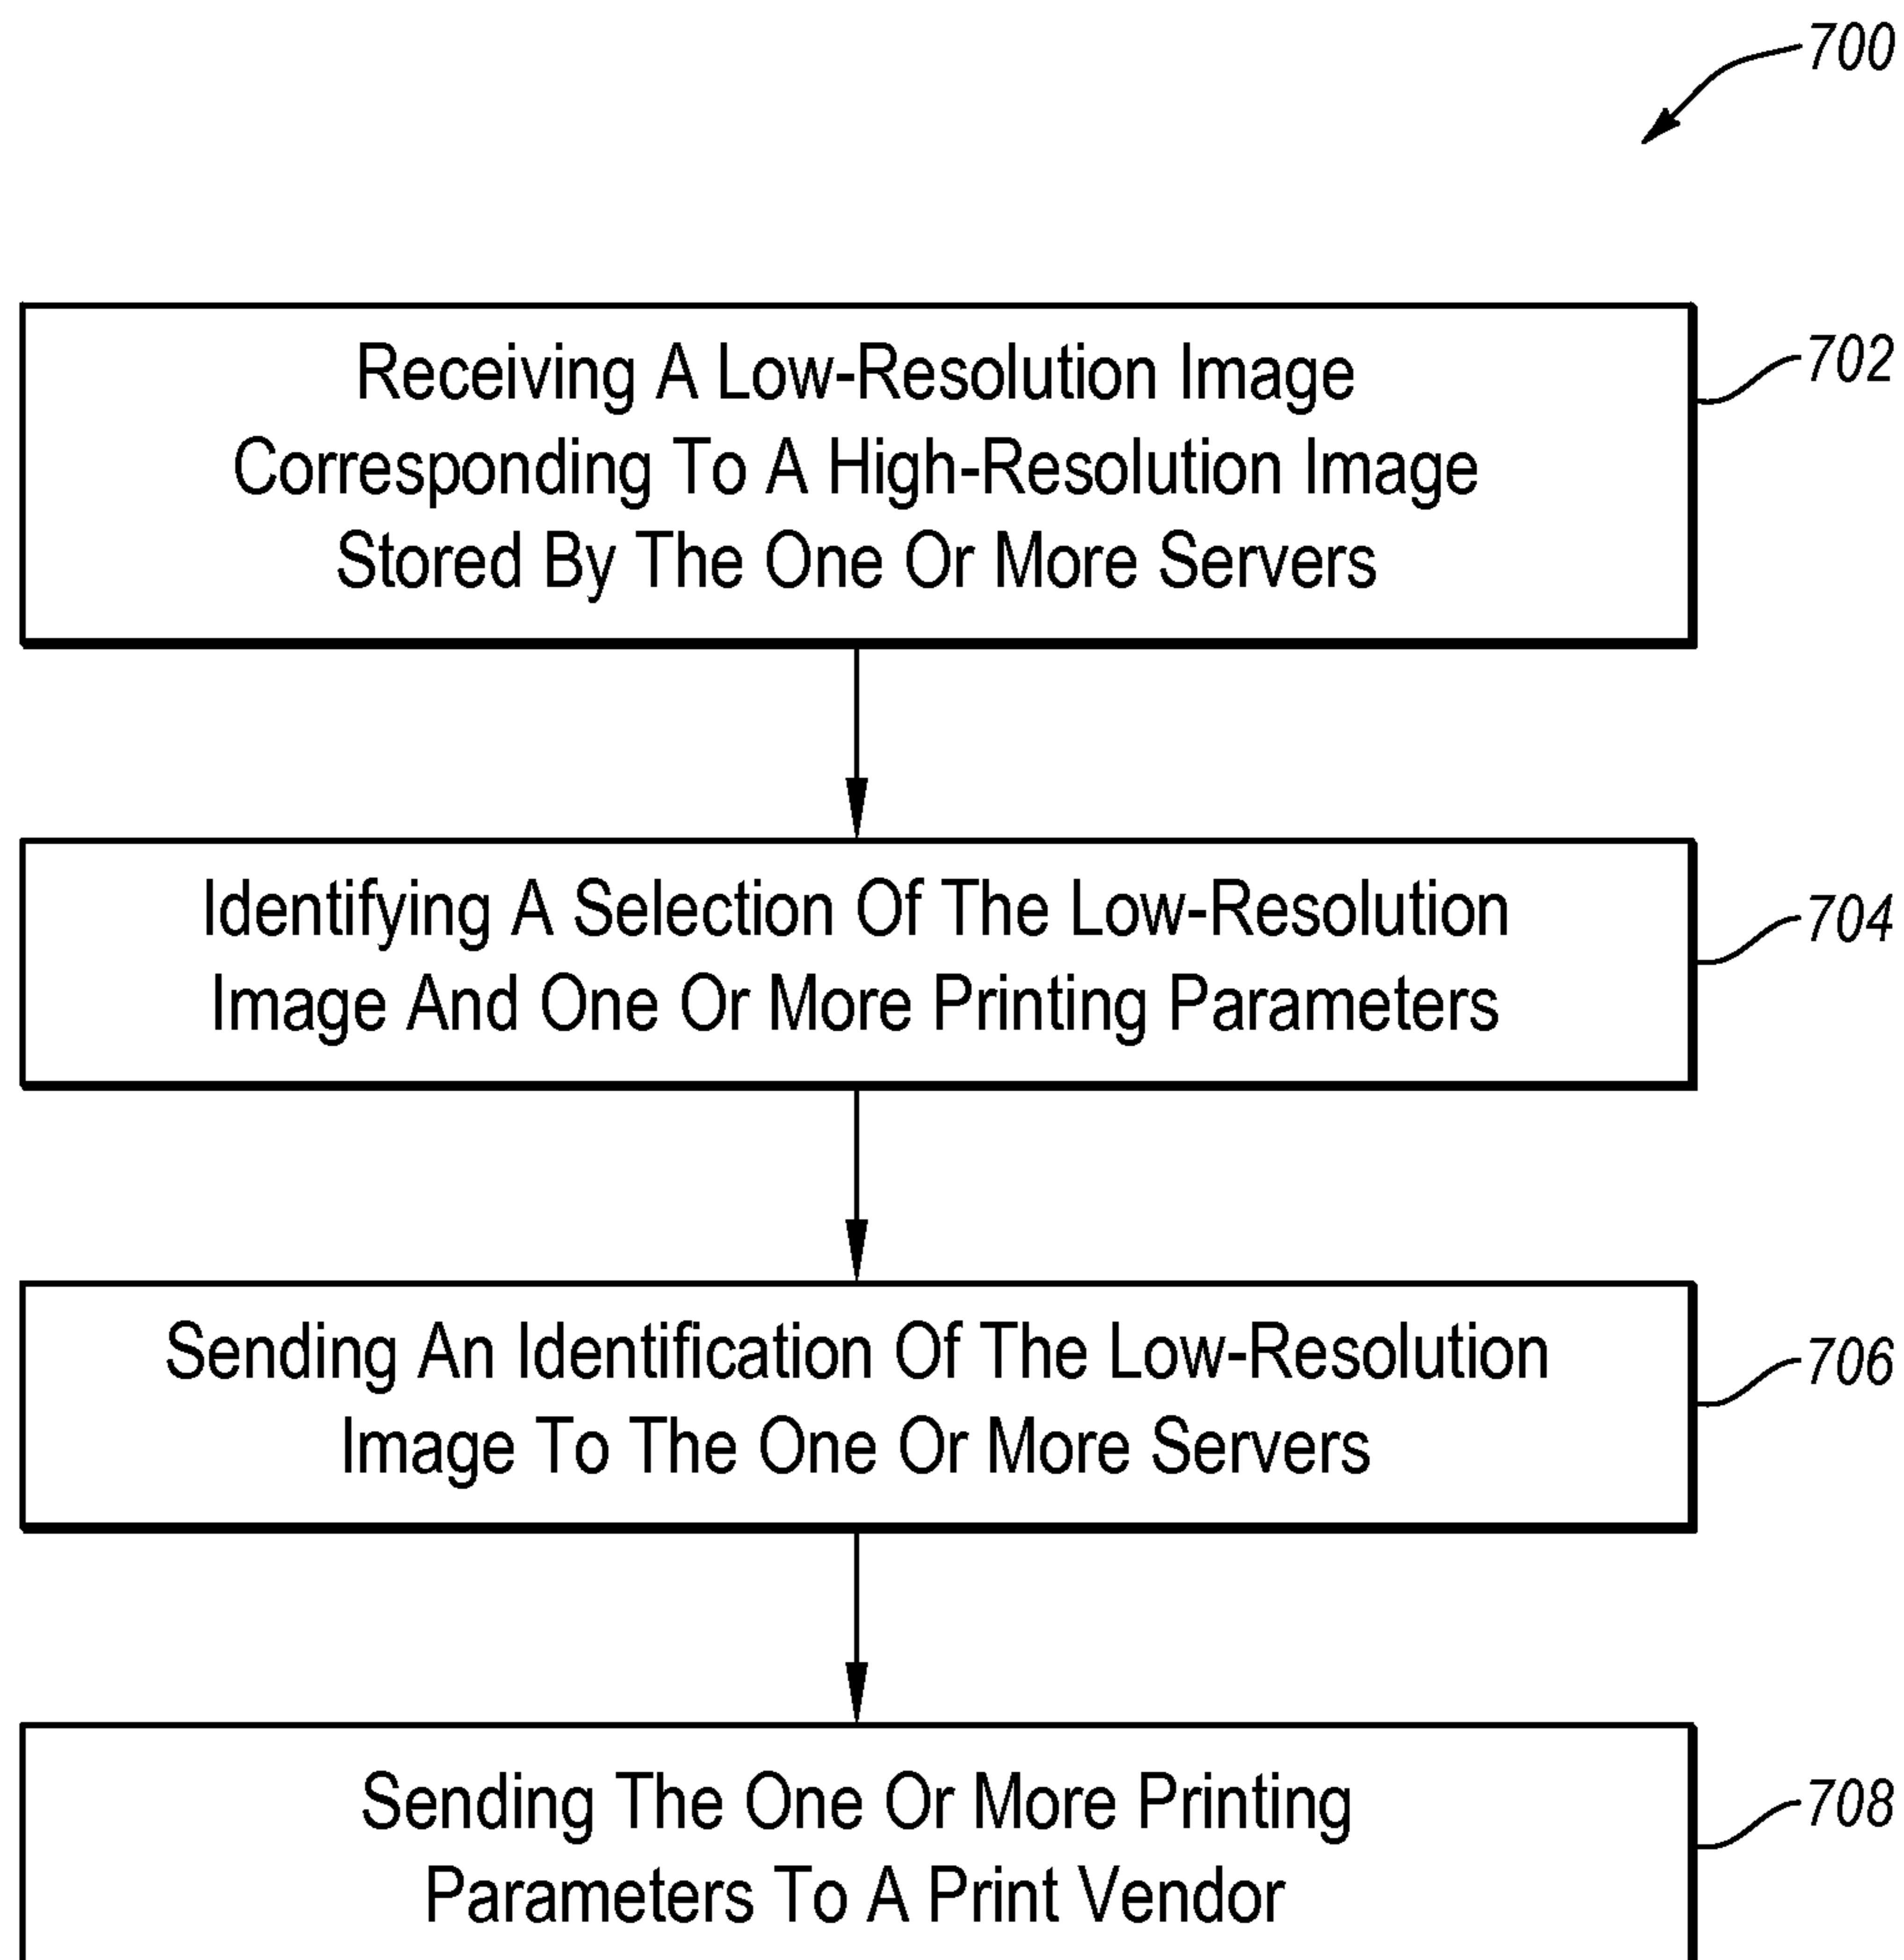 700
Receiving A Low-Resolution Image
Corresponding To A High-Resolution Image
Stored By The One Or More Servers
702
Identifying A Selection Of The Low-Resolution
Image And One Or More Printing Parameters
704
Sending An Identification Of The Low-Resolution
Image To The One Or More Servers
706
Sending The One Or More Printing
Parameters To A Print Vendor
708